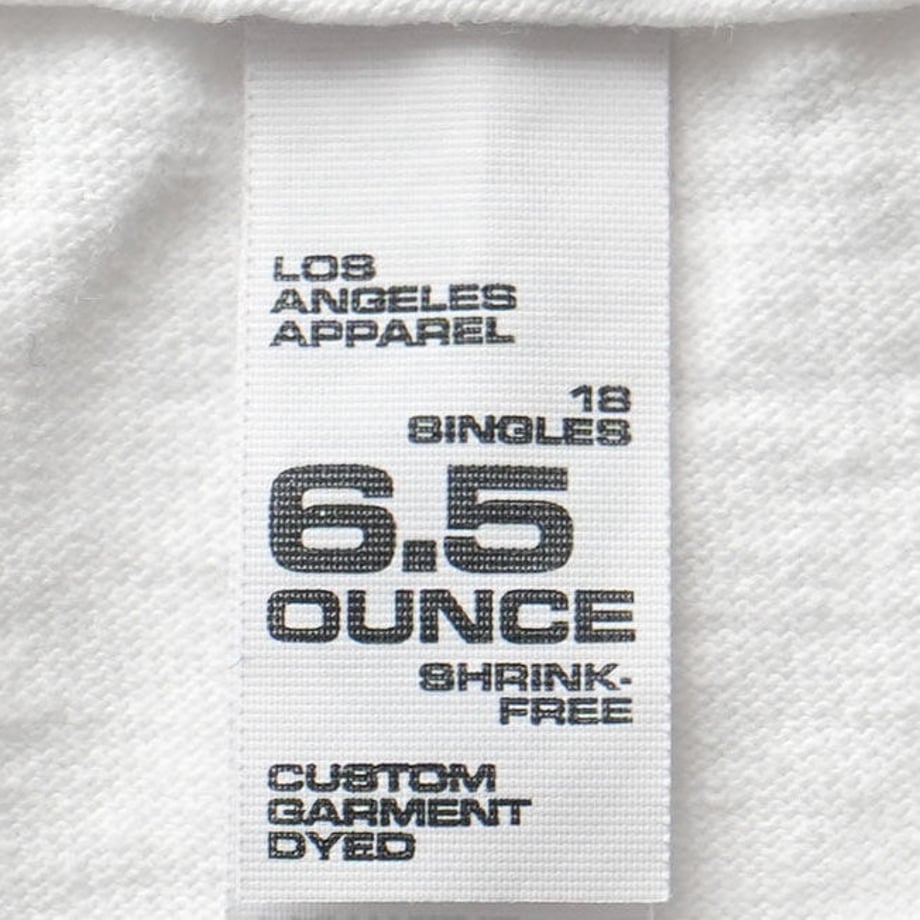 LOS
ANGELES
APPAREL
18
SINGLES
6.5
OUNCE
SHRINK-
FREE
CUSTOM
GARMENT
DYED